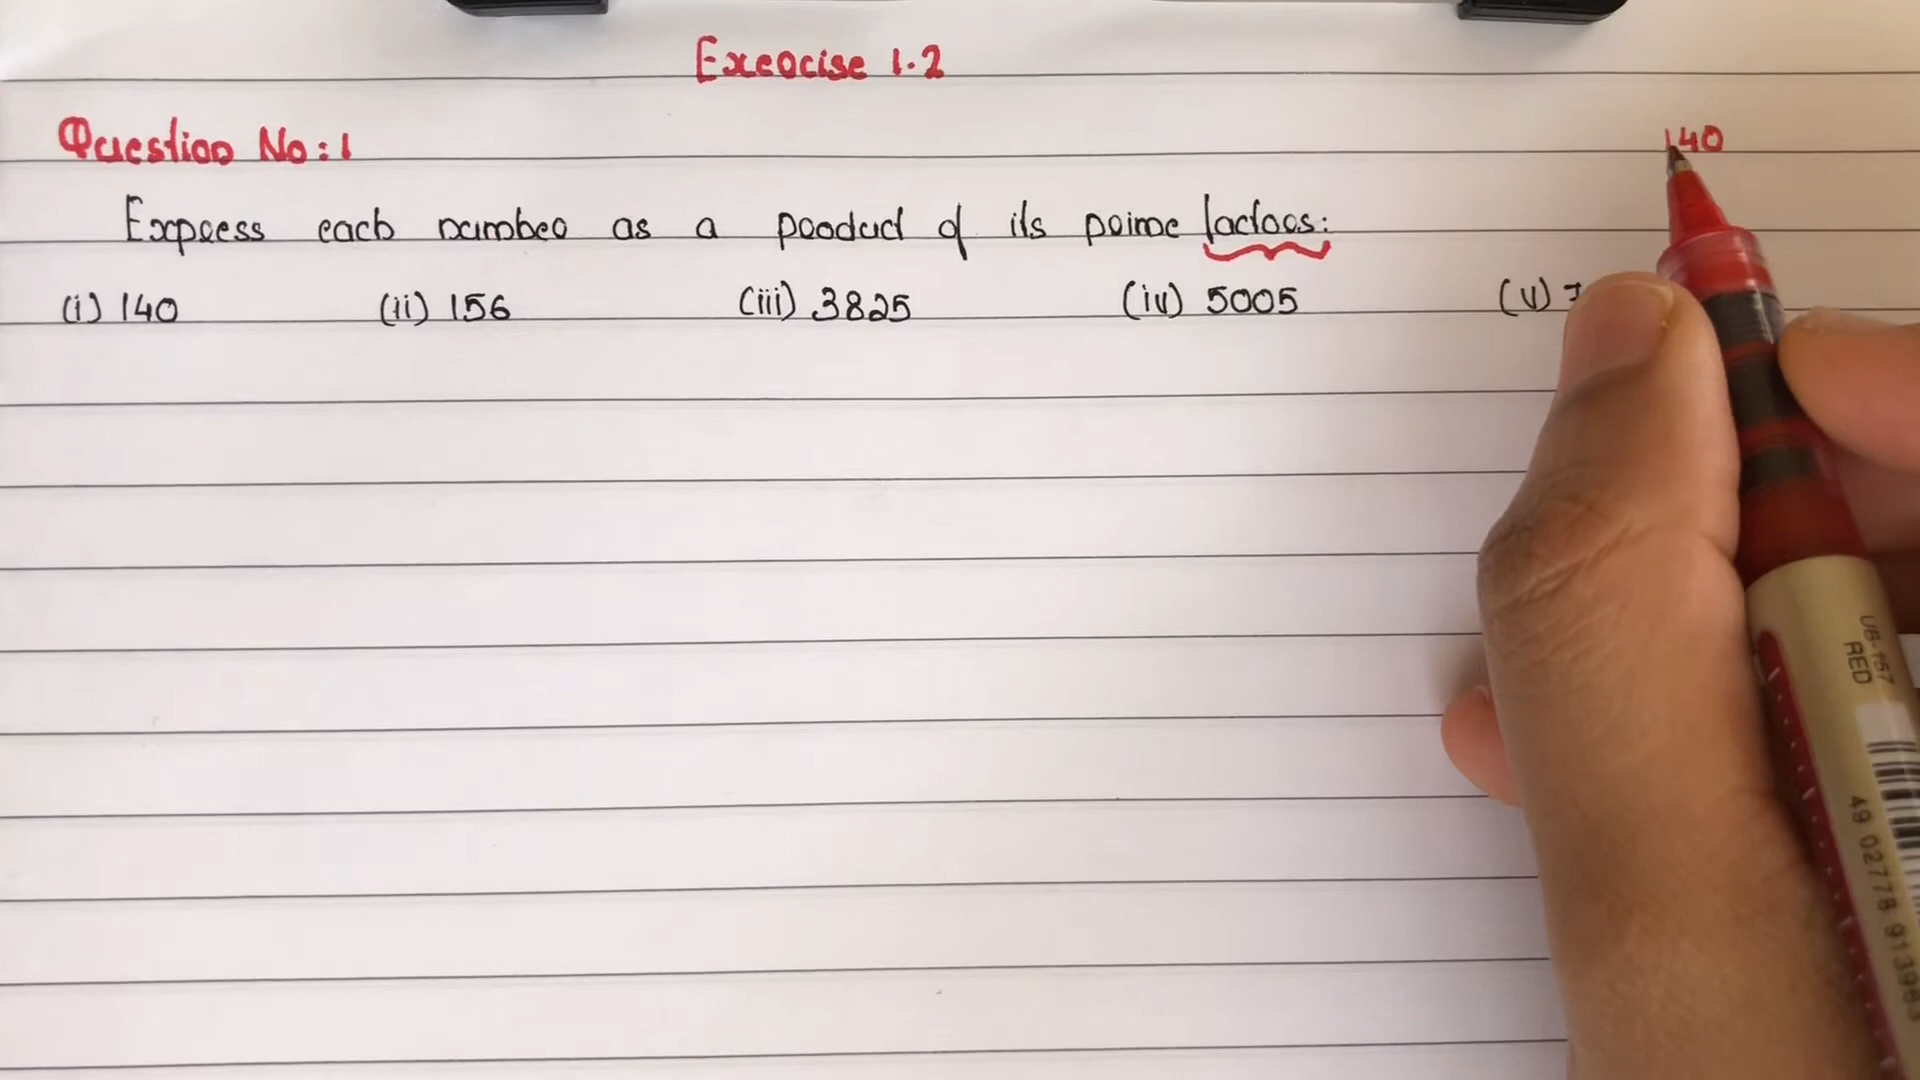 Exercise 1.2
Question No:1
140
Express each number as a product of its prime factors:
(i) 140 (ii) 156 (iii) 3825 (iv) 5005 (v)
UB-157
RED
49 02778 913963